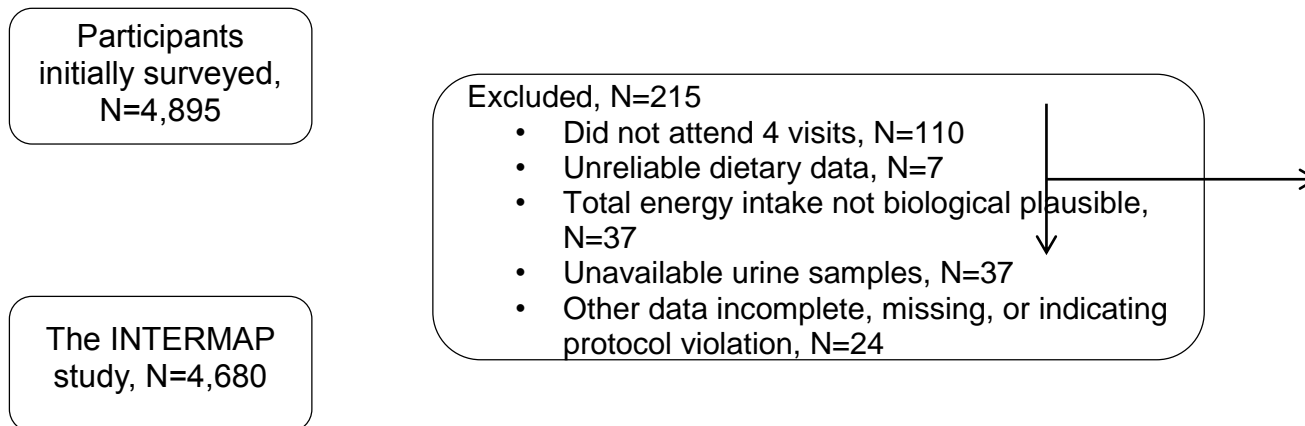 Participants
initially surveyed,
N=4,895
Excluded, N=215
• Did not attend 4 visits, N=110
• Unreliable dietary data, N=7
• Total energy intake not biological plausible,
N=37
• Unavailable urine samples, N=37
• Other data incomplete, missing, or indicating
protocol violation, N=24
The INTERMAP
study, N=4,680